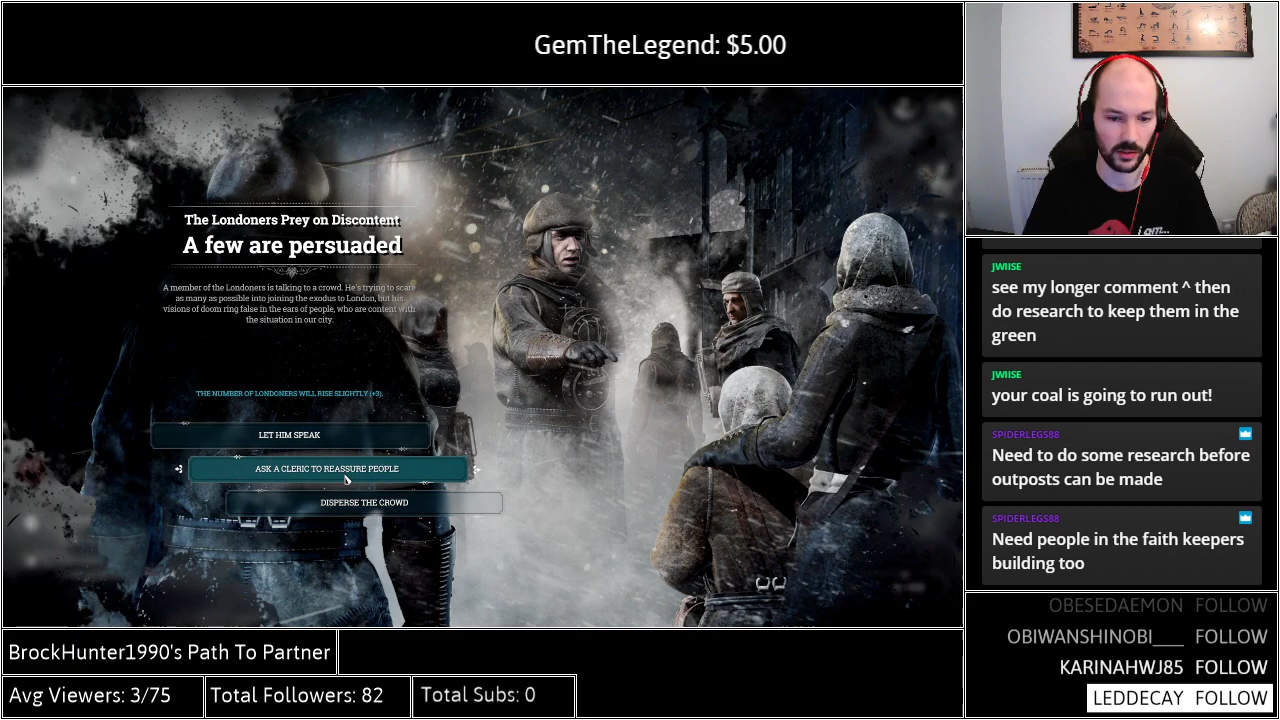 GemTheLegend: $5.00
The Londoners Prey on Discontent
A few are persuaded
A member of the Londoners is talking to a crowd. He's trying to scare
as many as possible into joining the exodus to London, but his
visions of doom ring false in the ears of people, who are content with
the situation in our city.
THE NUMBER OF LONDONERS WILL RISE SLIGHTLY (+3).
LET HIM SPEAK
ASK A CLERIC TO REASSURE PEOPLE
DISPERSE THE CROWD
JWIISE
see my longer comment ^ then
do research to keep them in the
green
JWIISE
your coal is going to run out!
SPIDERLEGS88
Need to do some research before
outposts can be made
SPIDERLEGS88
Need people in the faith keepers
building too
OBESEDAEMON FOLLOW
OBIWANSHINOBI___ FOLLOW
KARINAHWJ85 FOLLOW
LEDDECAY FOLLOW
BrockHunter1990's Path To Partner
Avg Viewers: 3/75
Total Followers: 82
Total Subs: 0